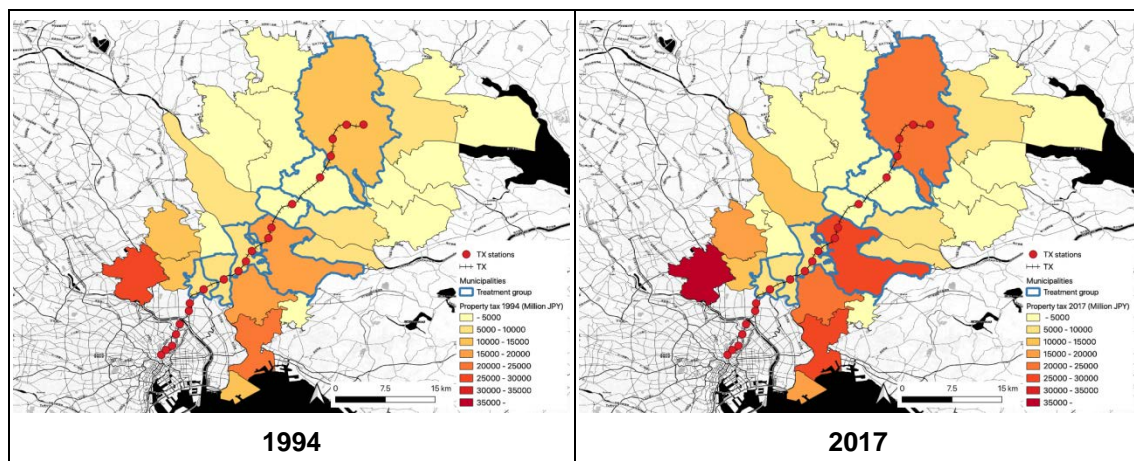 TX stations
TX
Municipalities
Treatment group
Property tax 1994 (Million JPY)
- 5000
5000 - 10000
10000 - 15000
15000 - 20000
20000 - 25000
25000 - 30000
30000 - 35000
35000 -
0 7.5 15 km
1994
TX stations
TX
Municipalities
Treatment group
Property tax 2017 (Million JPY)
- 5000
5000 - 10000
10000 - 15000
15000 - 20000
20000 - 25000
25000 - 30000
30000 - 35000
35000 -
0 7.5 15 km
2017